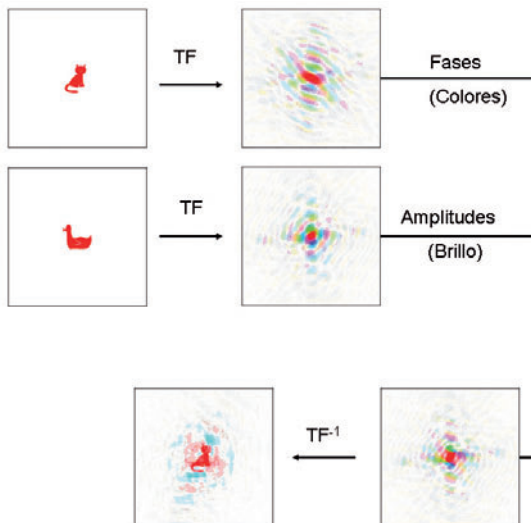 TF
Fases
(Colores)
TF
Amplitudes
(Brillo)
TF-1